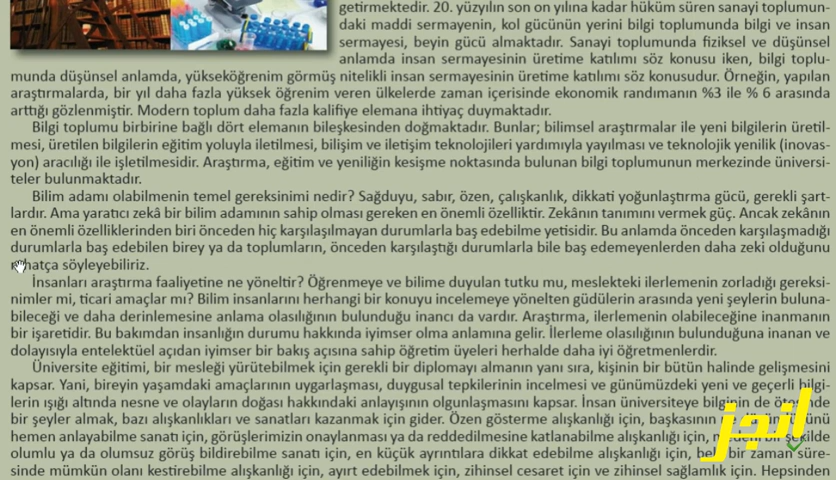 getirmektedir. 20. yüzyılın son on yılına kadar hüküm süren sanayi toplumun-
daki maddi sermayenin, kol gücünün yerini bilgi toplumunda bilgi ve insan
sermayesi, beyin gücü almaktadır. Sanayi toplumunda fiziksel ve düşünsel
anlamda insan sermayesinin üretime katılımı söz konusu iken, bilgi toplu-
munda düşünsel anlamda, yükseköğrenim görmüş nitelikli insan sermayesinin üretime katılımı söz konusudur. Örneğin, yapılan
araştırmalarda, bir yıl daha fazla yüksek öğrenim veren ülkelerde zaman içerisinde ekonomik randımanın %3 ile % 6 arasında
arttığı gözlenmiştir. Modern toplum daha fazla kalifiye elemana ihtiyaç duymaktadır.
Bilgi toplumu birbirine bağlı dört elemanın bileşkesinden doğmaktadır. Bunlar; bilimsel araştırmalar ile yeni bilgilerin üretil-
mesi, üretilen bilgilerin eğitim yoluyla iletilmesi, bilişim ve iletişim teknolojileri yardımıyla yayılması ve teknolojik yenilik (inovas-
yon) aracılığı ile işletilmesidir. Araştırma, eğitim ve yeniliğin kesişme noktasında bulunan bilgi toplumunun merkezinde üniversi-
teler bulunmaktadır.
Bilim adamı olabilmenin temel gereksinimi nedir? Sağduyu, sabır, özen, çalışkanlık, dikkati yoğunlaştırma gücü, gerekli şart-
lardır. Ama yaratıcı zekâ bir bilim adamının sahip olması gereken en önemli özelliktir. Zekânın tanımını vermek güç. Ancak zekânın
en önemli özelliklerinden biri önceden hiç karşılaşılmayan durumlarla baş edebilme yetisidir. Bu anlamda önceden karşılaşmadığı
durumlarla baş edebilen birey ya da toplumların, önceden karşılaştığı durumlarla bile baş edemeyenlerden daha zeki olduğunu
rahatça söyleyebiliriz.
İnsanları araştırma faaliyetine ne yöneltir? Öğrenmeye ve bilime duyulan tutku mu, meslekteki ilerlemenin zorladığı gereksi-
nimler mi, ticari amaçlar mı? Bilim insanlarını herhangi bir konuyu incelemeye yönelten güdülerin arasında yeni şeylerin buluna-
bileceği ve daha derinlemesine anlama olasılığının bulunduğu inancı da vardır. Araştırma, ilerlemenin olabileceğine inanmanın
bir işaretidir. Bu bakımdan insanlığın durumu hakkında iyimser olma anlamına gelir. İlerleme olasılığının bulunduğuna inanan ve
dolayısıyla entelektüel açıdan iyimser bir bakış açısına sahip öğretim üyeleri herhalde daha iyi öğretmenlerdir.
Üniversite eğitimi, bir mesleği yürütebilmek için gerekli bir diplomayı almanın yanı sıra, kişinin bir bütün halinde gelişmesini
kapsar. Yani, bireyin yaşamdaki amaçlarının uygarlaşması, duygusal tepkilerinin incelmesi ve günümüzdeki yeni ve geçerli bilgi-
lerin ışığı altında nesne ve olayların doğası hakkındaki anlayışının olgunlaşmasını kapsar. İnsan üniversiteye bilginin de ötesinde
bir şeyler almak, bazı alışkanlıkları ve sanatları kazanmak için gider. Özen gösterme alışkanlığı için, başkasının
hemen anlayabilme sanatı için, görüşlerimizin onaylanması ya da reddedilmesine katlanabilme alışkanlığı için, bir şekilde
olumlu ya da olumsuz görüş bildirebilme sanatı için, en küçük ayrıntılara dikkat edebilme alışkanlığı için, bir zaman süre-
sinde mümkün olanı kestirebilme alışkanlığı için, ayırt edebilmek için, zihinsel cesaret için ve zihinsel sağlamlık için. Hepsinden
انجز